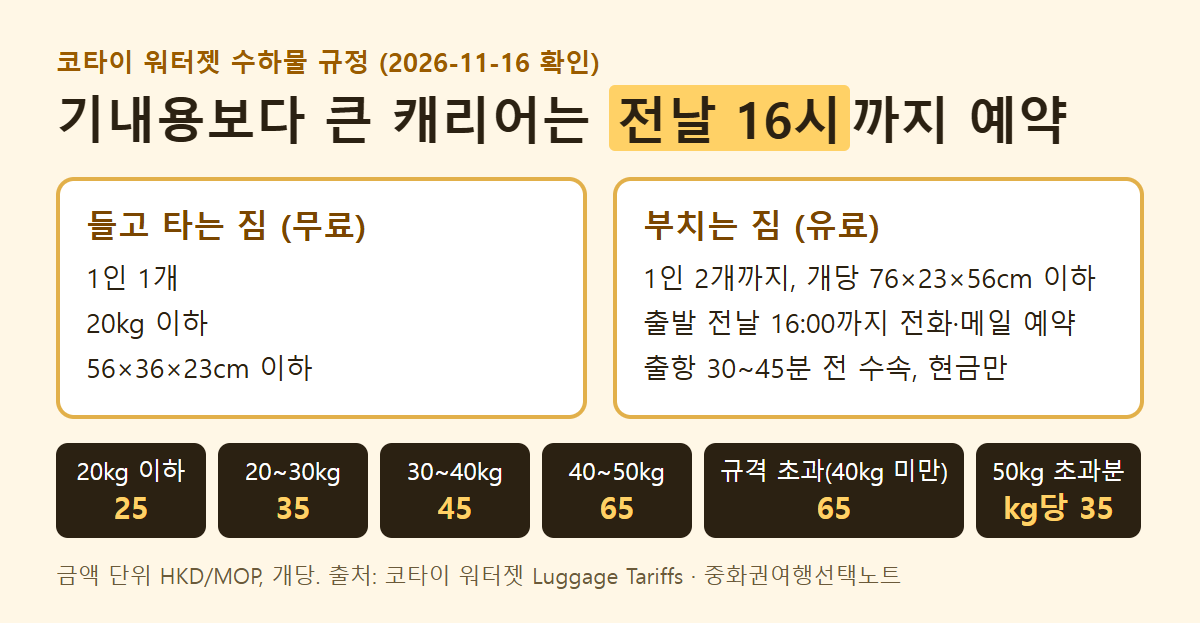 코타이 워터젯 수하물 규정 (2026-11-16 확인)
기내용보다 큰 캐리어는 전날 16시까지 예약
들고 타는 짐 (무료)
1인 1개
20kg 이하
56×36×23cm 이하
부치는 짐 (유료)
1인 2개까지, 개당 76×23×56cm 이하
출발 전날 16:00까지 전화·메일 예약
출항 30~45분 전 수속, 현금만
20kg 이하
25
20~30kg
35
30~40kg
45
40~50kg
65
규격 초과(40kg 미만)
65
50kg 초과분
kg당 35
금액 단위 HKD/MOP, 개당. 출처: 코타이 워터젯 Luggage Tariffs · 중화권여행선택노트